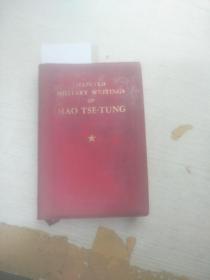 SELECTED
MILITARY WRITINGS
OF
MAO TSE-TUNG